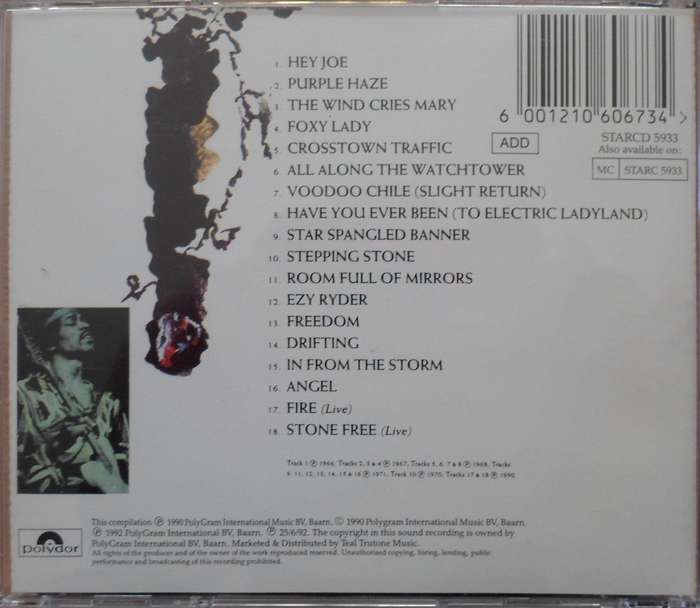 1. HEY JOE
2. PURPLE HAZE
3. THE WIND CRIES MARY
4. FOXY LADY
5. CROSSTOWN TRAFFIC
6. ALL ALONG THE WATCHTOWER
7. VOODOO CHILE (SLIGHT RETURN)
8. HAVE YOU EVER BEEN (TO ELECTRIC LADYLAND)
9. STAR SPANGLED BANNER
10. STEPPING STONE
11. ROOM FULL OF MIRRORS
12. EZY RYDER
13. FREEDOM
14. DRIFTING
15. IN FROM THE STORM
16. ANGEL
17. FIRE (Live)
18. STONE FREE (Live)
6 001210 606734 >
ADD
STARCD 5933
Also available on:
MC STARC 5933
Track 1 ℗ 1966, Tracks 2, 3 & 4 ℗ 1967, Tracks 5, 6, 7 & 8 ℗ 1968, Tracks
9, 11, 12, 13, 14, 15 & 16 ℗ 1971, Track 10 ℗ 1970, Tracks 17 & 18 ℗ 1990.
polydor
This compilation ℗ 1990 PolyGram International Music BV, Baarn. © 1990 Polygram International Music BV, Baarn.
℗ 1992 PolyGram International BV, Baarn. ℗ 25/6/92. The copyright in this sound recording is owned by
PolyGram International BV, Baarn. Marketed & Distributed by Teal Trutone Music.
All rights of the producer and of the owner of the work reproduced reserved. Unauthorised copying, hiring, lending, public
performance and broadcasting of this recording prohibited.